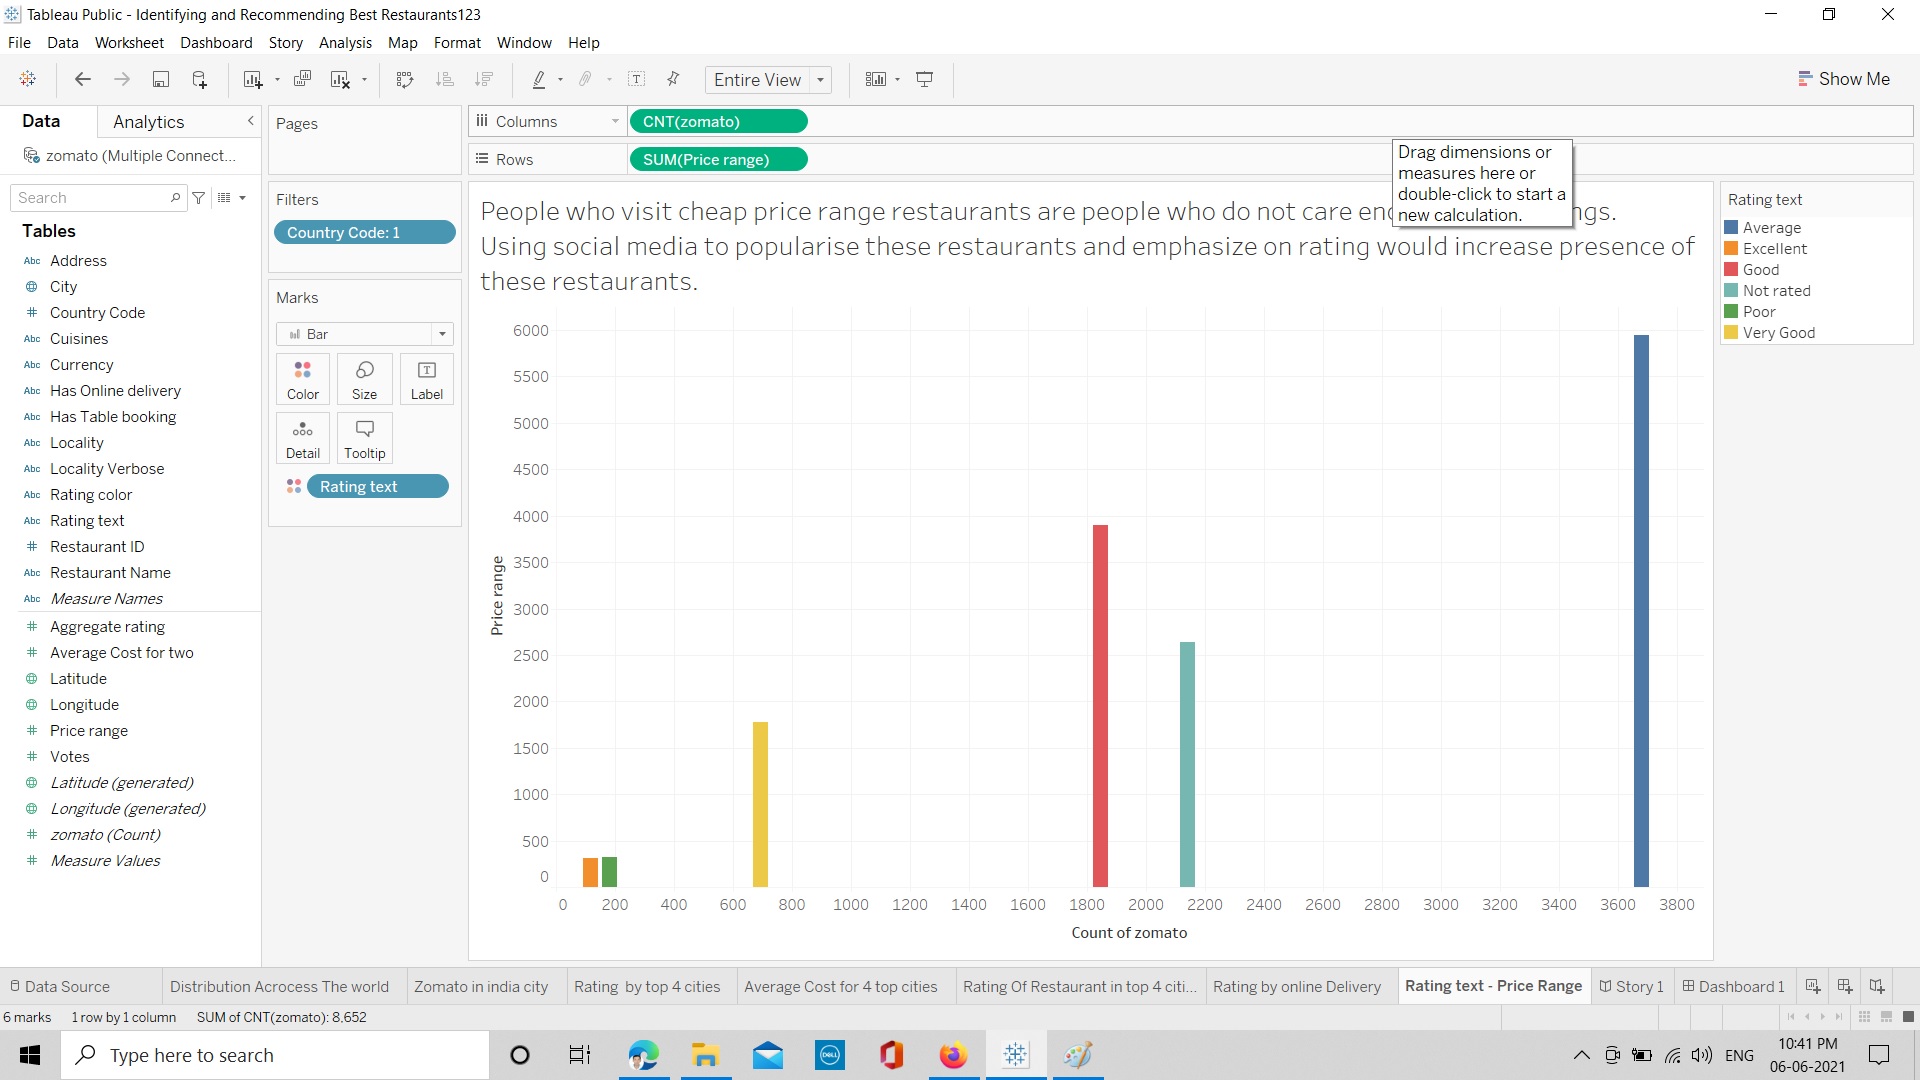 Tableau Public - Identifying and Recommending Best Restaurants123
File Data Worksheet Dashboard Story Analysis Map Format Window Help
Entire View
Show Me
Data
Analytics
zomato (Multiple Connect...
Search
Tables
Abc Address
City
# Country Code
Abc Cuisines
Abc Currency
Abc Has Online delivery
Abc Has Table booking
Abc Locality
Abc Locality Verbose
Abc Rating color
Abc Rating text
# Restaurant ID
Abc Restaurant Name
Abc Measure Names
# Aggregate rating
# Average Cost for two
Latitude
Longitude
# Price range
# Votes
Latitude (generated)
Longitude (generated)
# zomato (Count)
# Measure Values
Pages
Filters
Country Code: 1
Marks
Bar
Color
Size
Label
Detail
Tooltip
Rating text
Columns
CNT(zomato)
Rows
SUM(Price range)
Drag dimensions or
measures here or
double-click to start a
new calculation.
People who visit cheap price range restaurants are people who do not care ngs.
Using social media to popularise these restaurants and emphasize on rating would increase presence of
these restaurants.
6000
5500
5000
4500
4000
3500
3000
2500
2000
1500
1000
500
0
Price range
0 200 400 600 800 1000 1200 1400 1600 1800 2000 2200 2400 2600 2800 3000 3200 3400 3600 3800
Count of zomato
Rating text
Average
Excellent
Good
Not rated
Poor
Very Good
Data Source
Distribution Acrocess The world
Zomato in india city
Rating by top 4 cities
Average Cost for 4 top cities
Rating Of Restaurant in top 4 citi...
Rating by online Delivery
Rating text - Price Range
Story 1
Dashboard 1
6 marks 1 row by 1 column SUM of CNT(zomato): 8,652
Type here to search
DELL
ENG
10:41 PM
06-06-2021